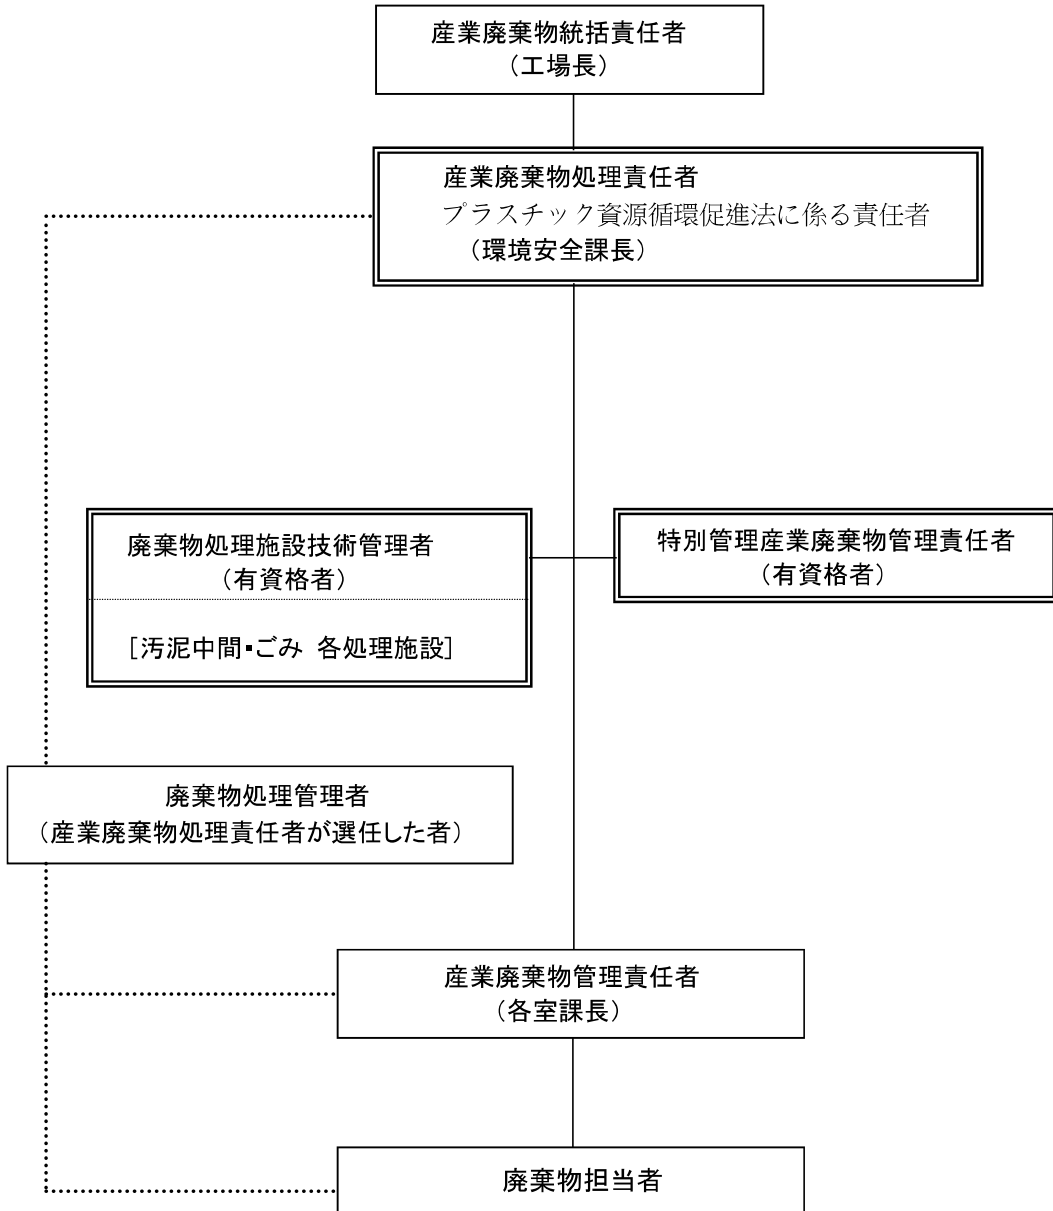 産業廃棄物統括責任者
（工場長）
産業廃棄物処理責任者
プラスチック資源循環促進法に係る責任者
（環境安全課長）
廃棄物処理施設技術管理者
（有資格者）
［汚泥中間・ごみ 各処理施設］
特別管理産業廃棄物管理責任者
（有資格者）
廃棄物処理管理者
（産業廃棄物処理責任者が選任した者）
産業廃棄物管理責任者
（各室課長）
廃棄物担当者